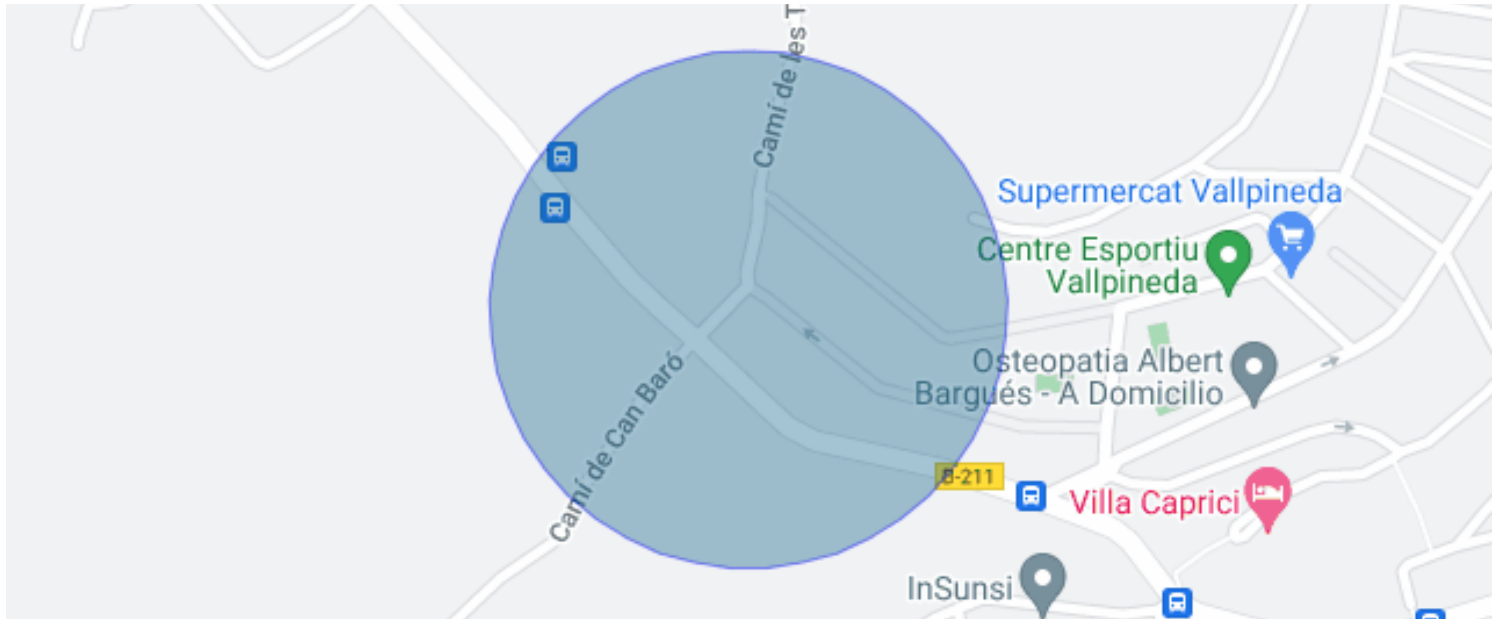 Camí de les T
Supermercat Vallpineda
Centre Esportiu
Vallpineda
Osteopatia Albert
Bargués - A Domicilio
Camí de Can Baró
B-211
Villa Caprici
InSunsi